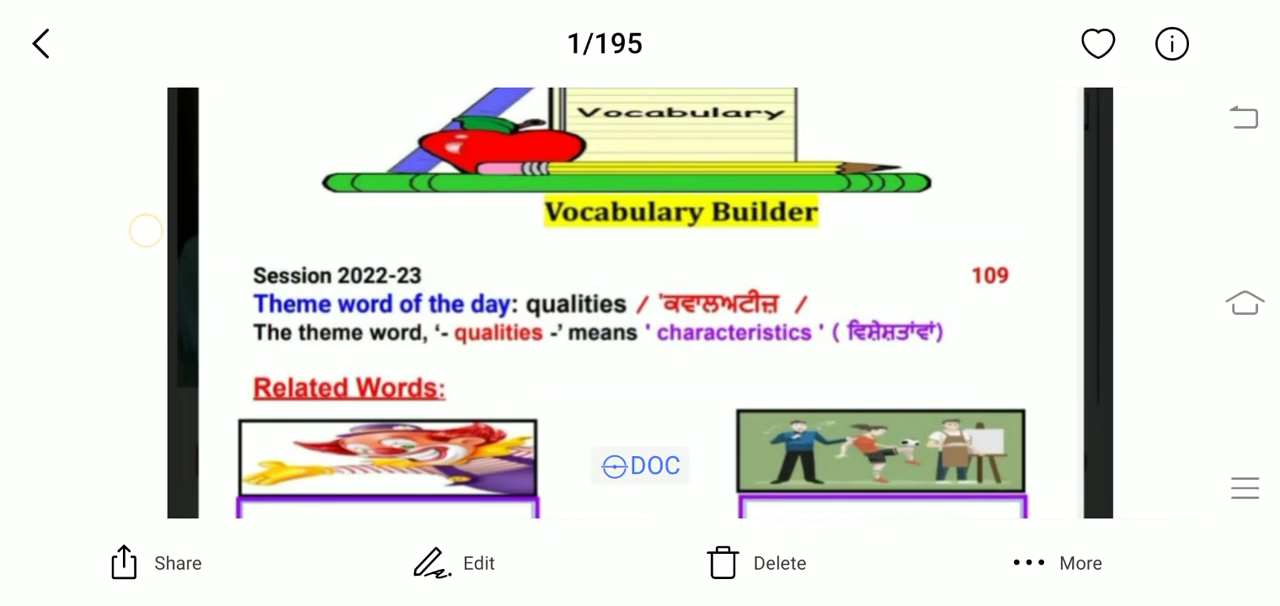 1/195
Vocabulary
Vocabulary Builder
Session 2022-23
109
Theme word of the day: qualities / 'ਕਵਾਲਅਟੀਜ਼ /
The theme word, ‘- qualities -’ means ' characteristics ' ( ਵਿਸ਼ੇਸ਼ਤਾਂਵਾਂ)
Related Words:
DOC
Share
Edit
Delete
More